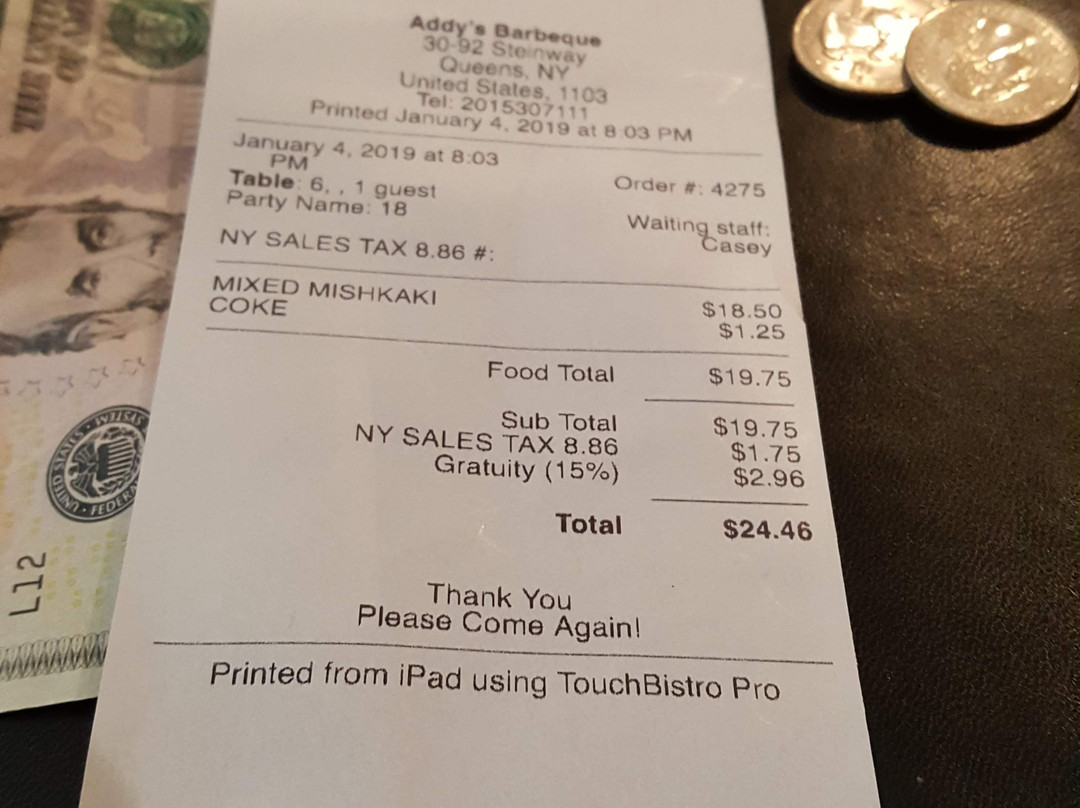 Addy's Barbeque
30-92 Steinway
Queens, NY
United States, 1103
Tel: 2015307111
Printed January 4, 2019 at 8:03 PM
January 4, 2019 at 8:03
PM
Order #: 4275
Table: 6, , 1 guest
Party Name: 18
Waiting staff:
Casey
NY SALES TAX 8.86 #:
MIXED MISHKAKI $18.50
COKE $1.25
Food Total $19.75
Sub Total $19.75
NY SALES TAX 8.86 $1.75
Gratuity (15%) $2.96
Total $24.46
Thank You
Please Come Again!
Printed from iPad using TouchBistro Pro
L12